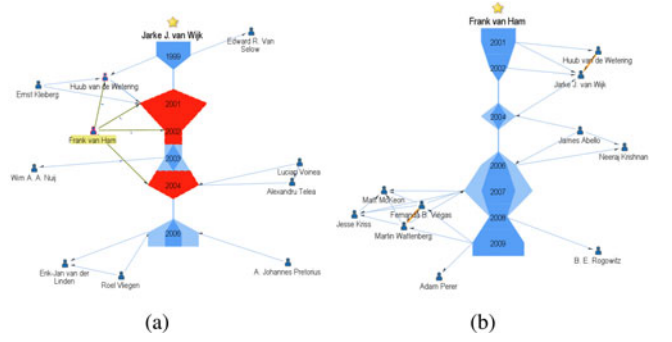 Jarke J. van Wijk
1999
Edward R. Van
Selow
Huub van de Wetering
Ernst Kleiberg
2001
Frank van Ham
2002
2003
Wim A. A. Nuij
Lucian Voinea
2004
Alexandru Telea
2006
Erik-Jan van der
Linden
Roel Vliegen
A. Johannes Pretorius
(a)
Frank van Ham
2001
Huub van de Wetering
2002
Jarke J. van Wijk
2004
James Abello
Neeraj Krishnan
2006
Matt McKeon
2007
Jesse Kriss
Fernanda B. Viégas
2008
Martin Wattenberg
2009
B. E. Rogowitz
Adam Perer
(b)